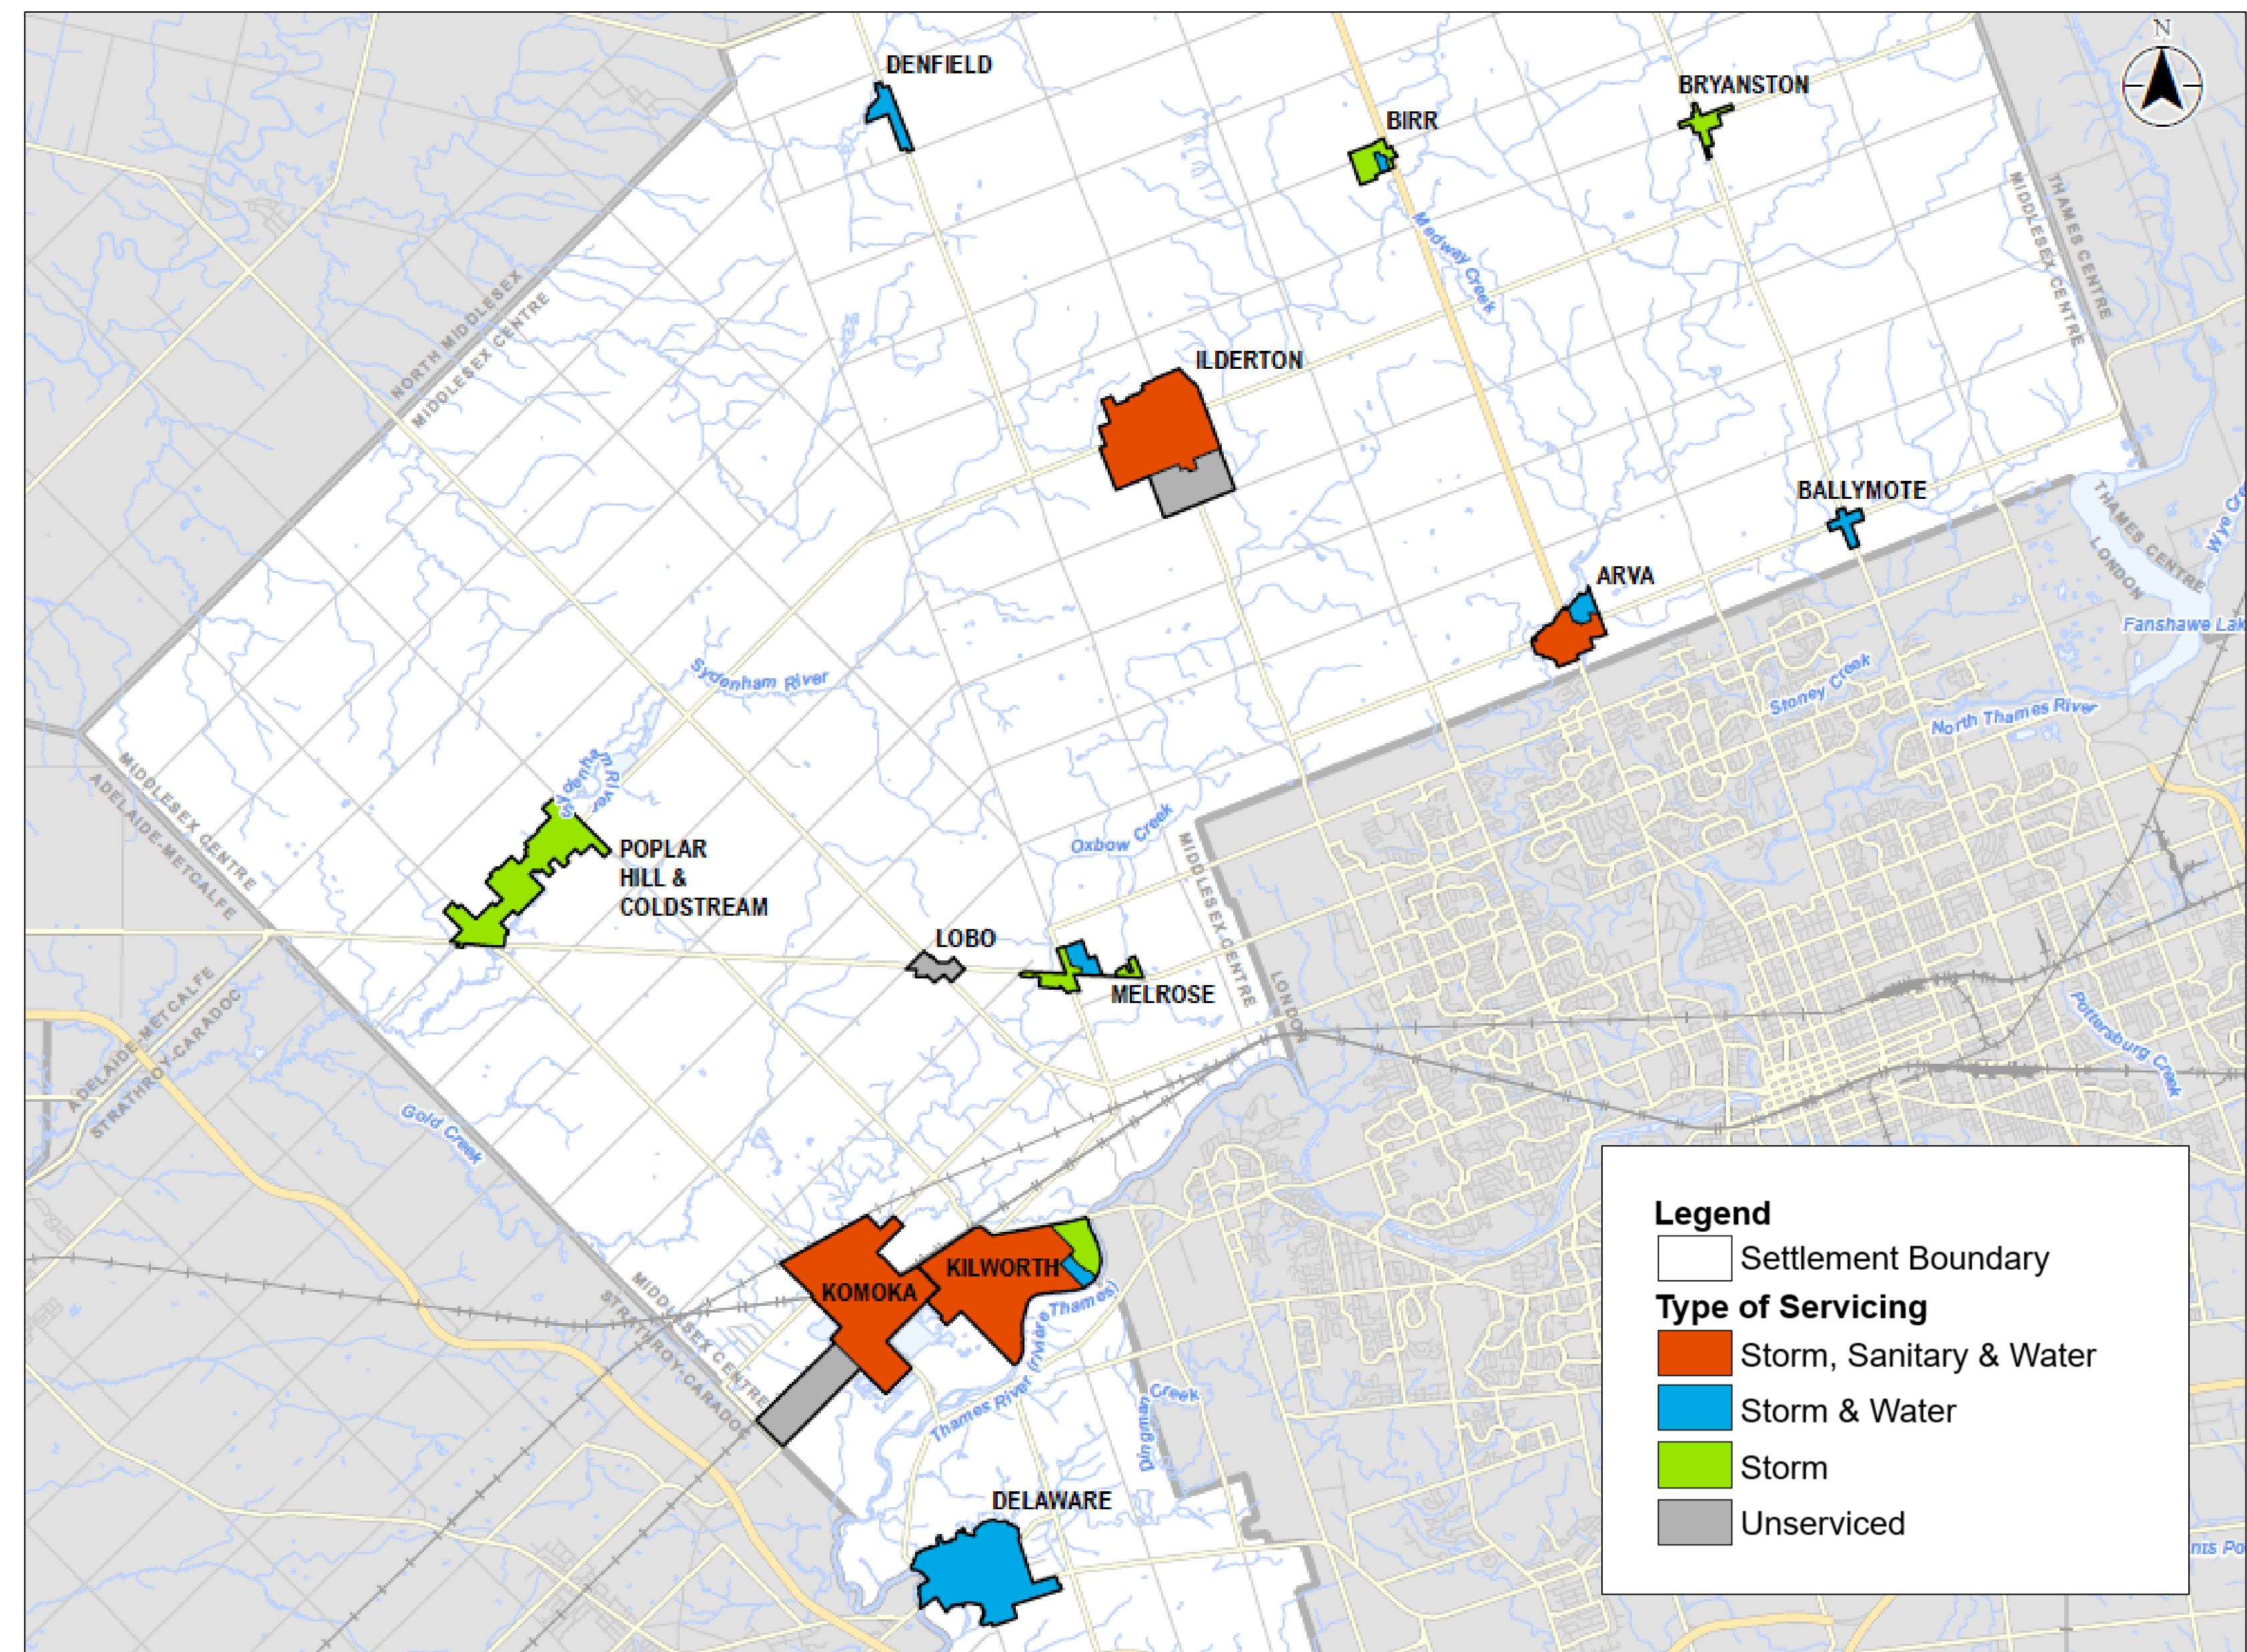 N
DENFIELD
BRYANSTON
BIRR
THAMES CENTRE
MIDDLESEX CENTRE
Medway Creek
NORTH MIDDLESEX
MIDDLESEX CENTRE
ILDERTON
BALLYMOTE
THAMES CENTRE
LONDON
ARVA
Fanshawe Lak
Sydenham River
Stoney Creek
North Thames River
MIDDLESEX CENTRE
ADELAIDE-METCALFE
Sydenham River
POPLAR
HILL &
COLDSTREAM
Oxbow Creek
MIDDLESEX CENTRE
LONDON
LOBO
MELROSE
ADELAIDE-METCALFE
STRATHROY-CARADOC
Pottersburg Creek
Gold Creek
KILWORTH
KOMOKA
MIDDLESEX CENTRE
STRATHROY-CARADOC
Thames River (rivière Thames)
Dingman Creek
DELAWARE
Legend
Settlement Boundary
Type of Servicing
Storm, Sanitary & Water
Storm & Water
Storm
Unserviced
nts Po